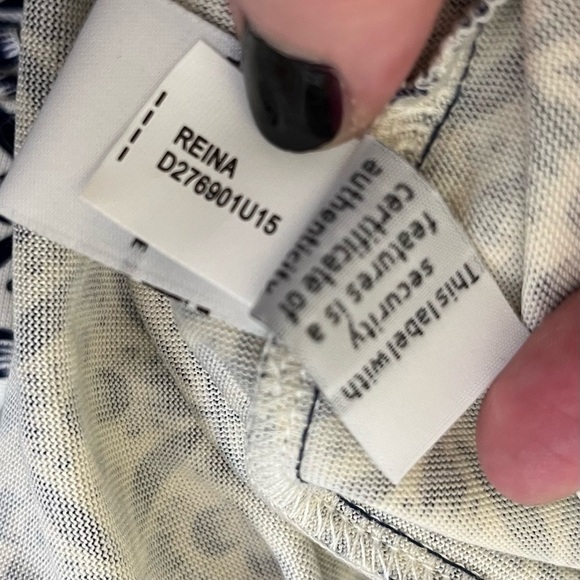 REINA
D276901U15
This label with
security
features is a
certificate of
authenticity